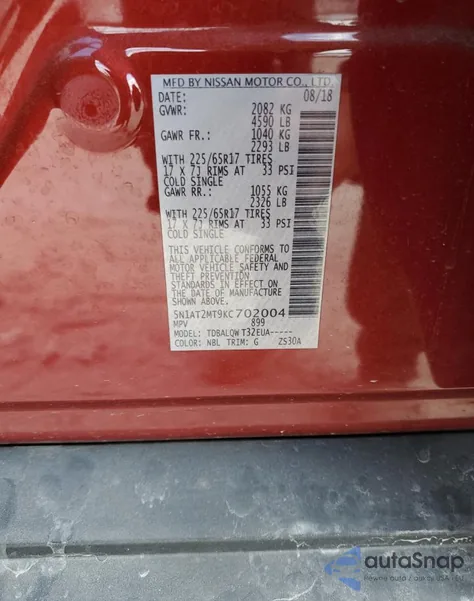 MFD BY NISSAN MOTOR CO., LTD.
DATE: 08/18
GVWR: 2082 KG
4590 LB
GAWR FR.: 1040 KG
2293 LB
WITH 225/65R17 TIRES
17 X 7J RIMS AT 33 PSI
COLD SINGLE
GAWR RR.: 1055 KG
2326 LB
WITH 225/65R17 TIRES
17 X 7J RIMS AT 33 PSI
COLD SINGLE
THIS VEHICLE CONFORMS TO
ALL APPLICABLE FEDERAL
MOTOR VEHICLE SAFETY AND
THEFT PREVENTION
STANDARDS IN EFFECT ON
THE DATE OF MANUFACTURE
SHOWN ABOVE.
5N1AT2MT9KC702004
MPV 899
MODEL: TDBALQW T32EUA-----
COLOR: NBL TRIM: G ZS30A
autoSnap